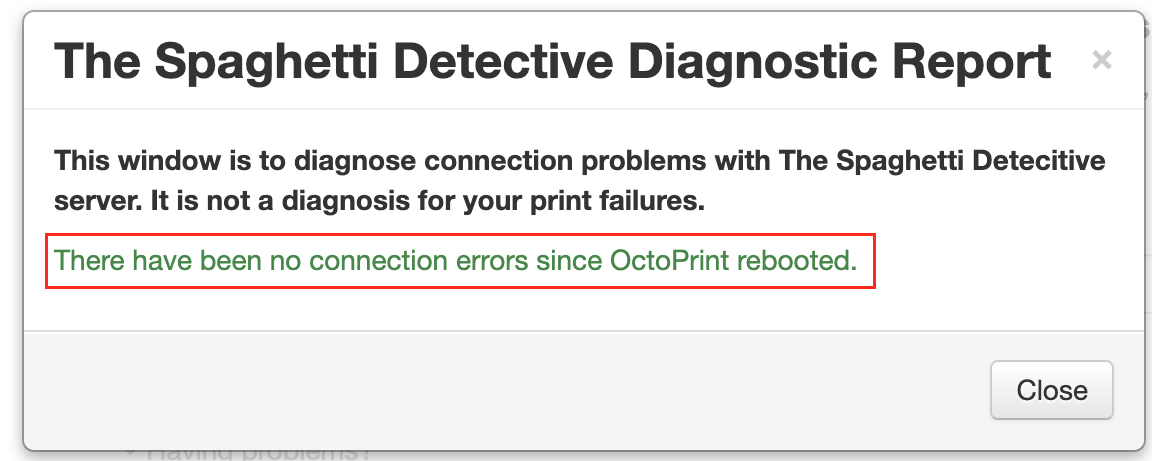 The Spaghetti Detective Diagnostic Report ×
This window is to diagnose connection problems with The Spaghetti Detecitive
server. It is not a diagnosis for your print failures.
There have been no connection errors since OctoPrint rebooted.
Close
Having problems?